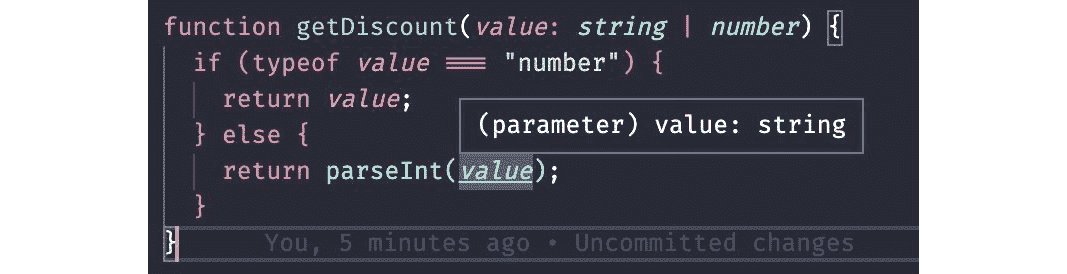 function getDiscount(value: string | number) {
if (typeof value === "number") {
return value;
(parameter) value: string
} else {
return parseInt(value);
}
}
You, 5 minutes ago • Uncommitted changes